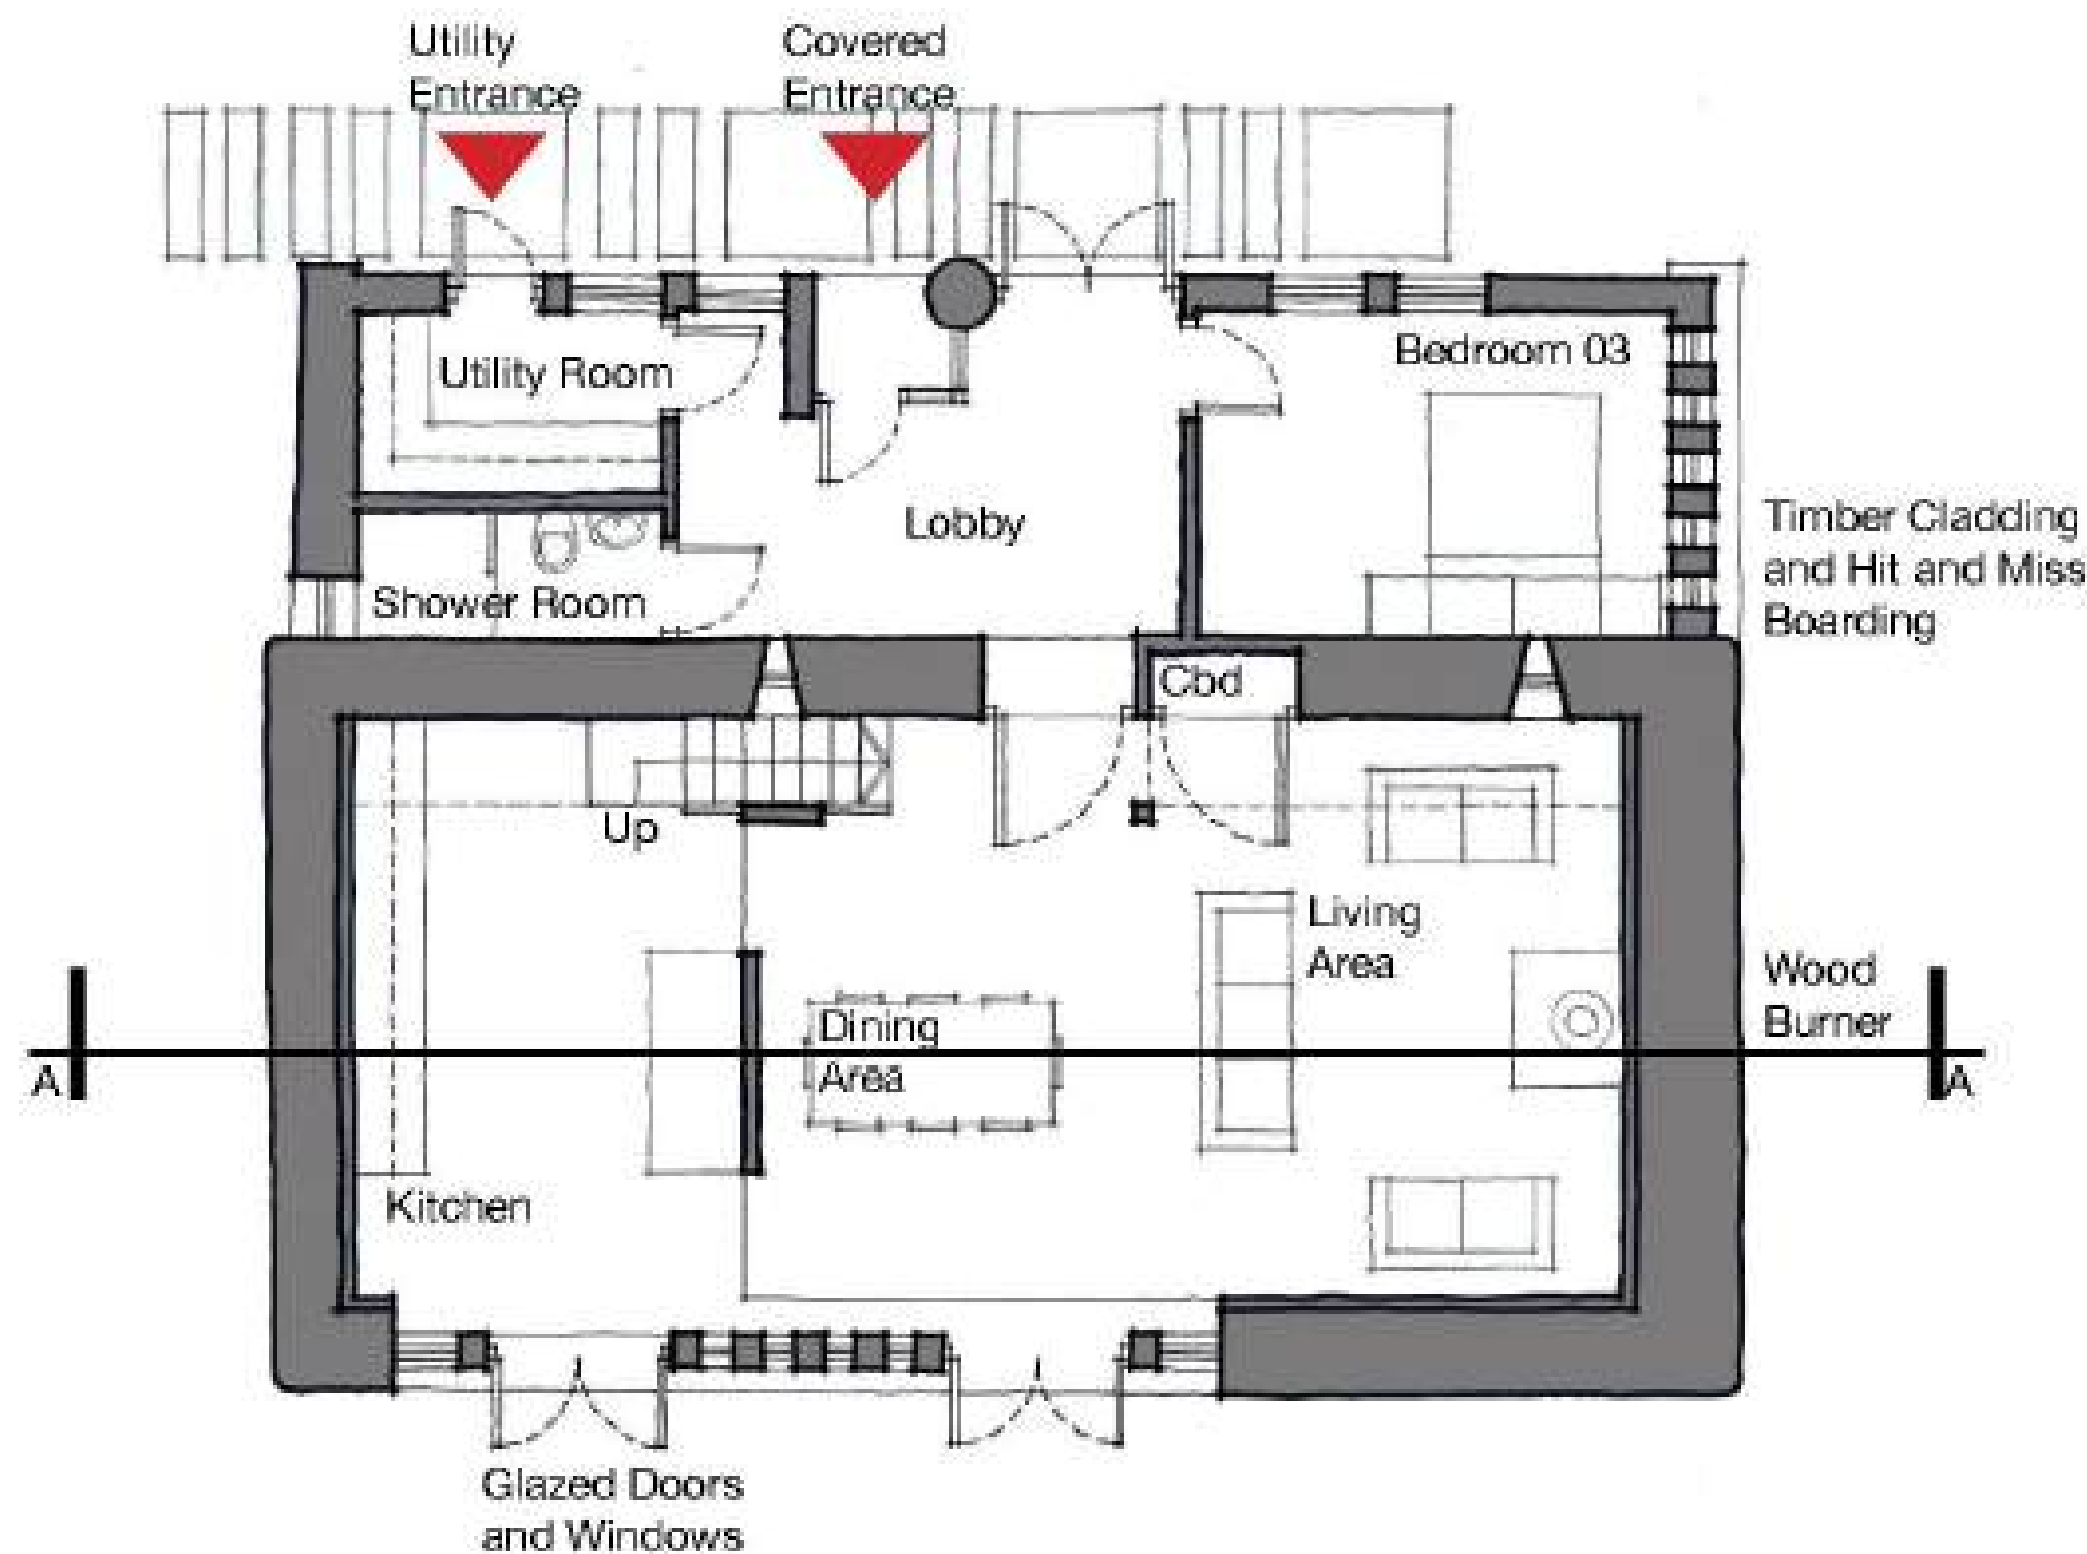 Utility
Entrance
Covered
Entrance
Utility Room
Bedroom 03
Lobby
Timber Cladding
and Hit and Miss
Boarding
Shower Room
Cbd
Up
Living
Area
Wood
Burner
Dining
Area
A
A
Kitchen
Glazed Doors
and Windows